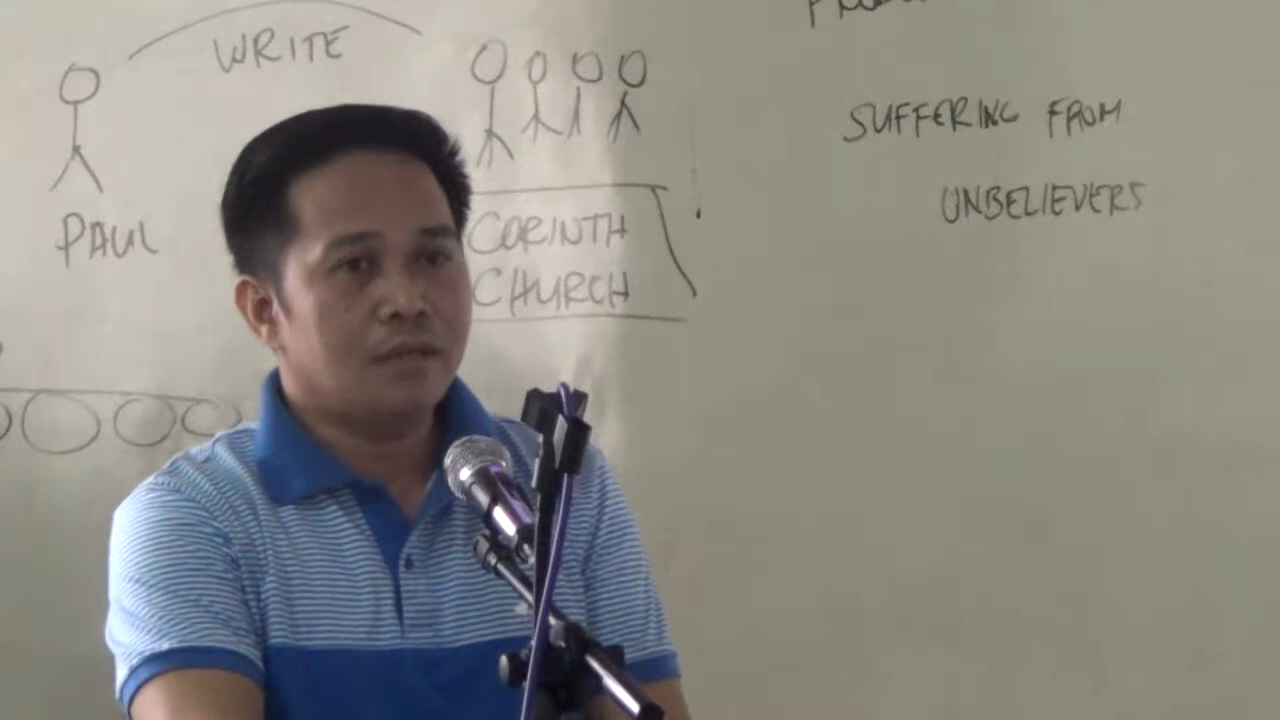 WRITE
PAUL
CORINTH
CHURCH
SUFFERING FROM
UNBELIEVERS